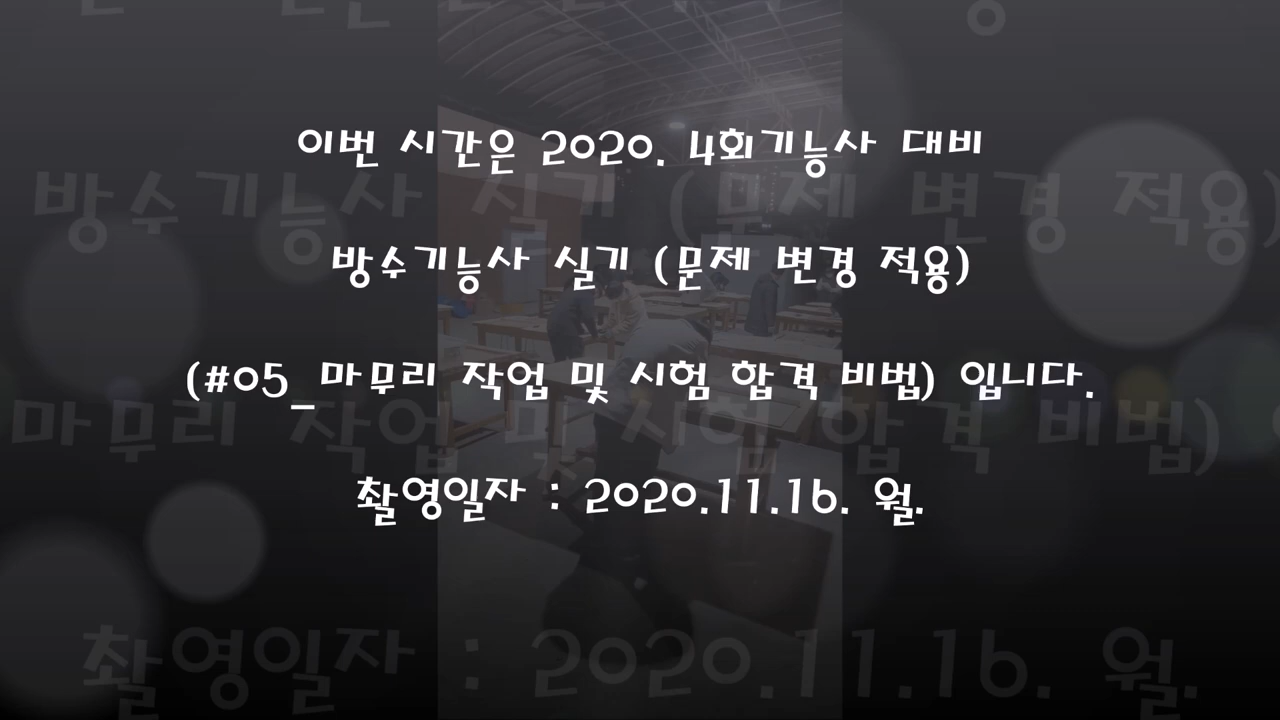 이번 시간은 2020. 4회기능사 대비
방수기능사 실기 (문제 변경 적용)
(#05_마무리 작업 및 시험 합격 비법) 입니다.
촬영일자 : 2020.11.16. 월.